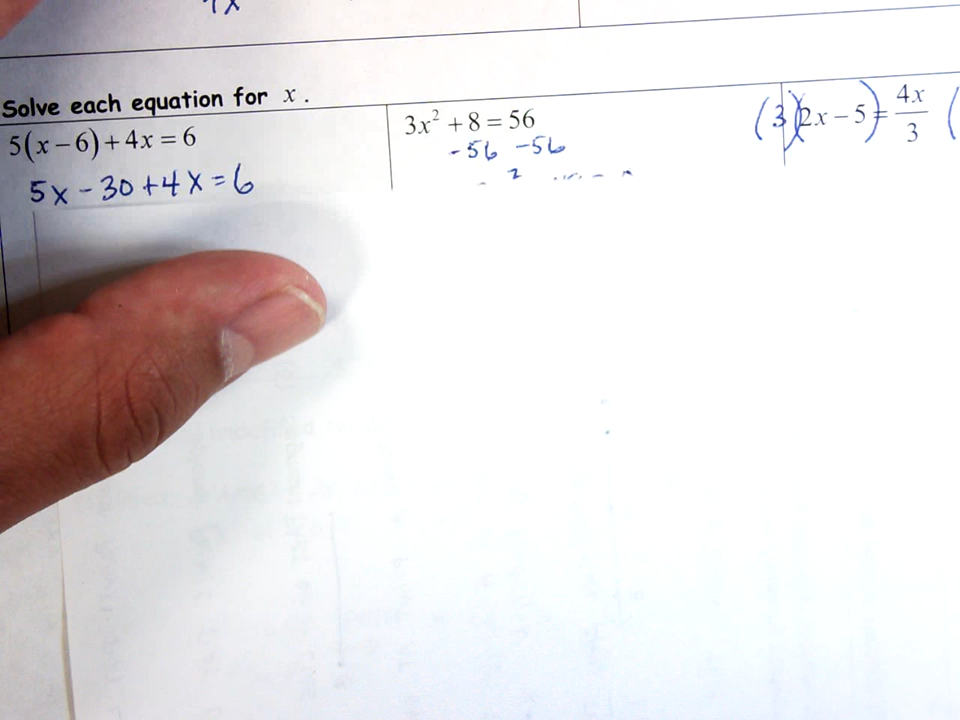 Solve each equation for x.
5(x – 6) + 4x = 6
5x - 30 + 4x = 6
3x² + 8 = 56
-56 -56
(3)(2x – 5) = 4x/3 (